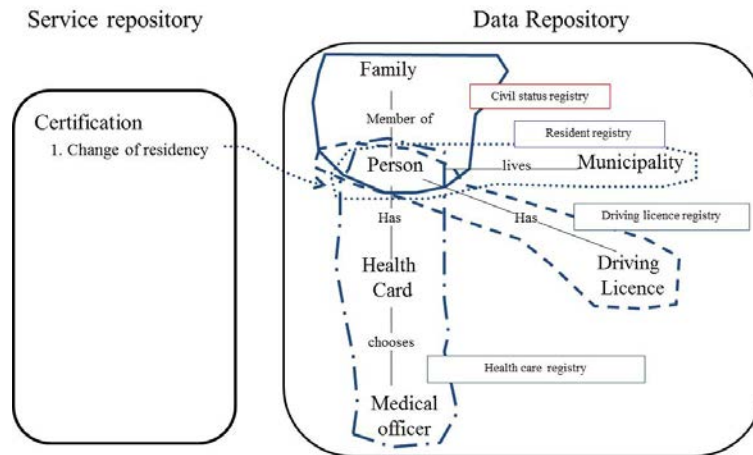 Service repository
Data Repository
Family
Civil status registry
Certification
Member of
1. Change of residency
Resident registry
Person
lives
Municipality
Has
Has
Driving licence registry
Health
Card
Driving
Licence
chooses
Health care registry
Medical
officer